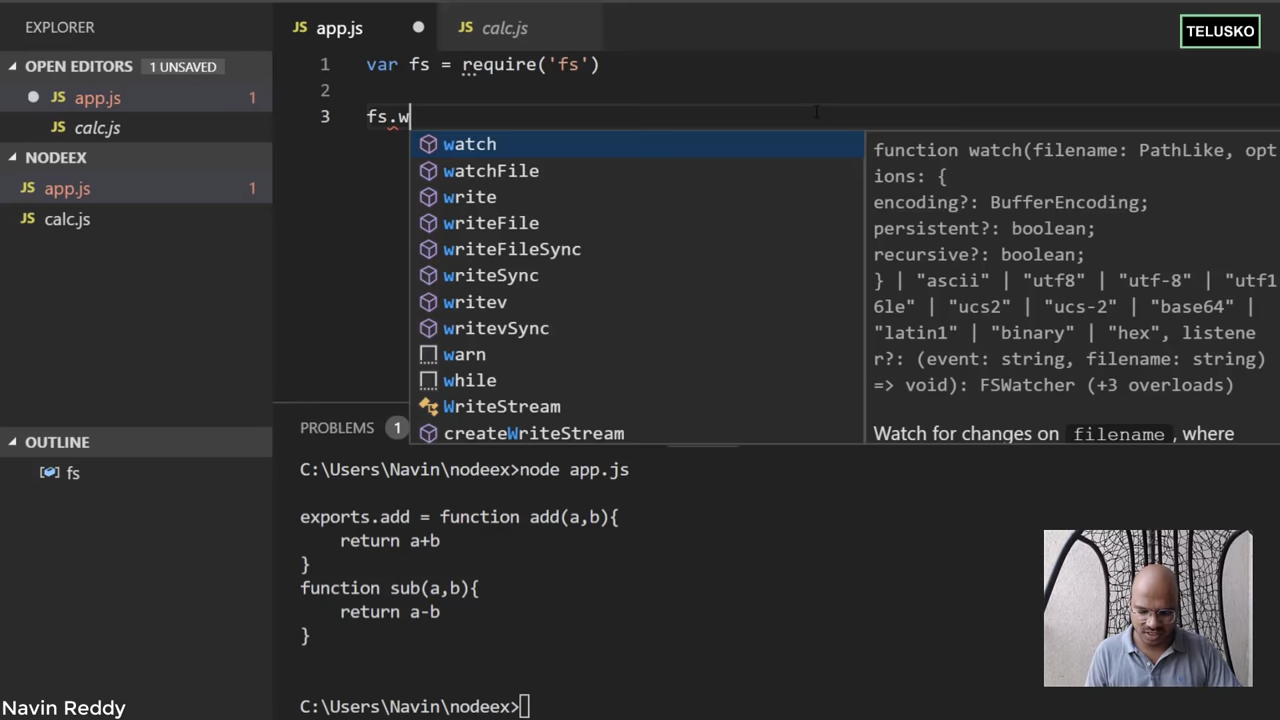 EXPLORER
JS app.js
JS calc.js
TELUSKO
OPEN EDITORS 1 UNSAVED
JS app.js 1
JS calc.js
NODEEX
JS app.js 1
JS calc.js
OUTLINE
fs
1 var fs = require('fs')
2
3 fs.w
watch
watchFile
write
writeFile
writeFileSync
writeSync
writev
writevSync
warn
while
WriteStream
createWriteStream
function watch(filename: PathLike, opt
ions: {
encoding?: BufferEncoding;
persistent?: boolean;
recursive?: boolean;
} | "ascii" | "utf8" | "utf-8" | "utf1
6le" | "ucs2" | "ucs-2" | "base64" |
"latin1" | "binary" | "hex", listene
r?: (event: string, filename: string)
=> void): FSWatcher (+3 overloads)
Watch for changes on filename, where
PROBLEMS 1
C:\Users\Navin\nodeex>node app.js
exports.add = function add(a,b){
return a+b
}
function sub(a,b){
return a-b
}
C:\Users\Navin\nodeex>
Navin Reddy